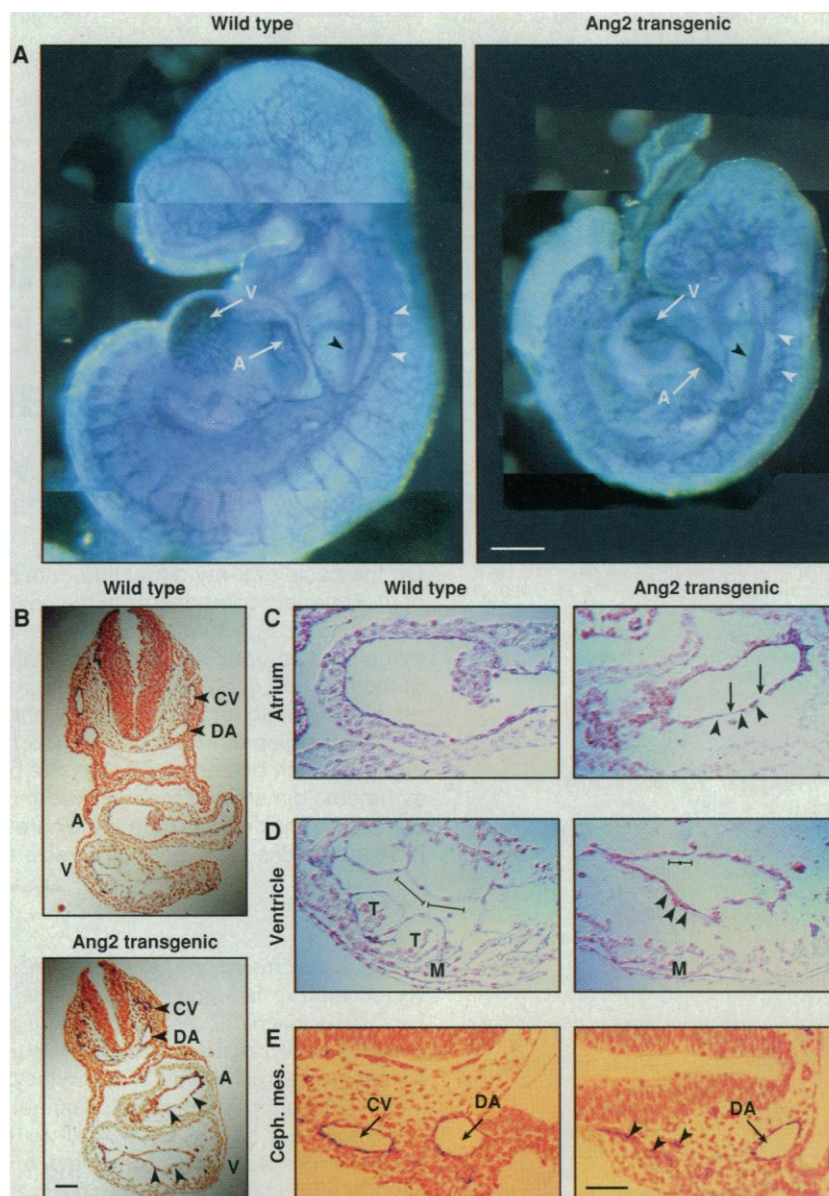 Wild type
Ang2 transgenic
A
V
A
V
A
Wild type
Wild type
Ang2 transgenic
B
CV
DA
A
V
C
Atrium
Ang2 transgenic
CV
DA
A
V
D
Ventricle
T
T
M
M
E
Ceph. mes.
CV
DA
DA